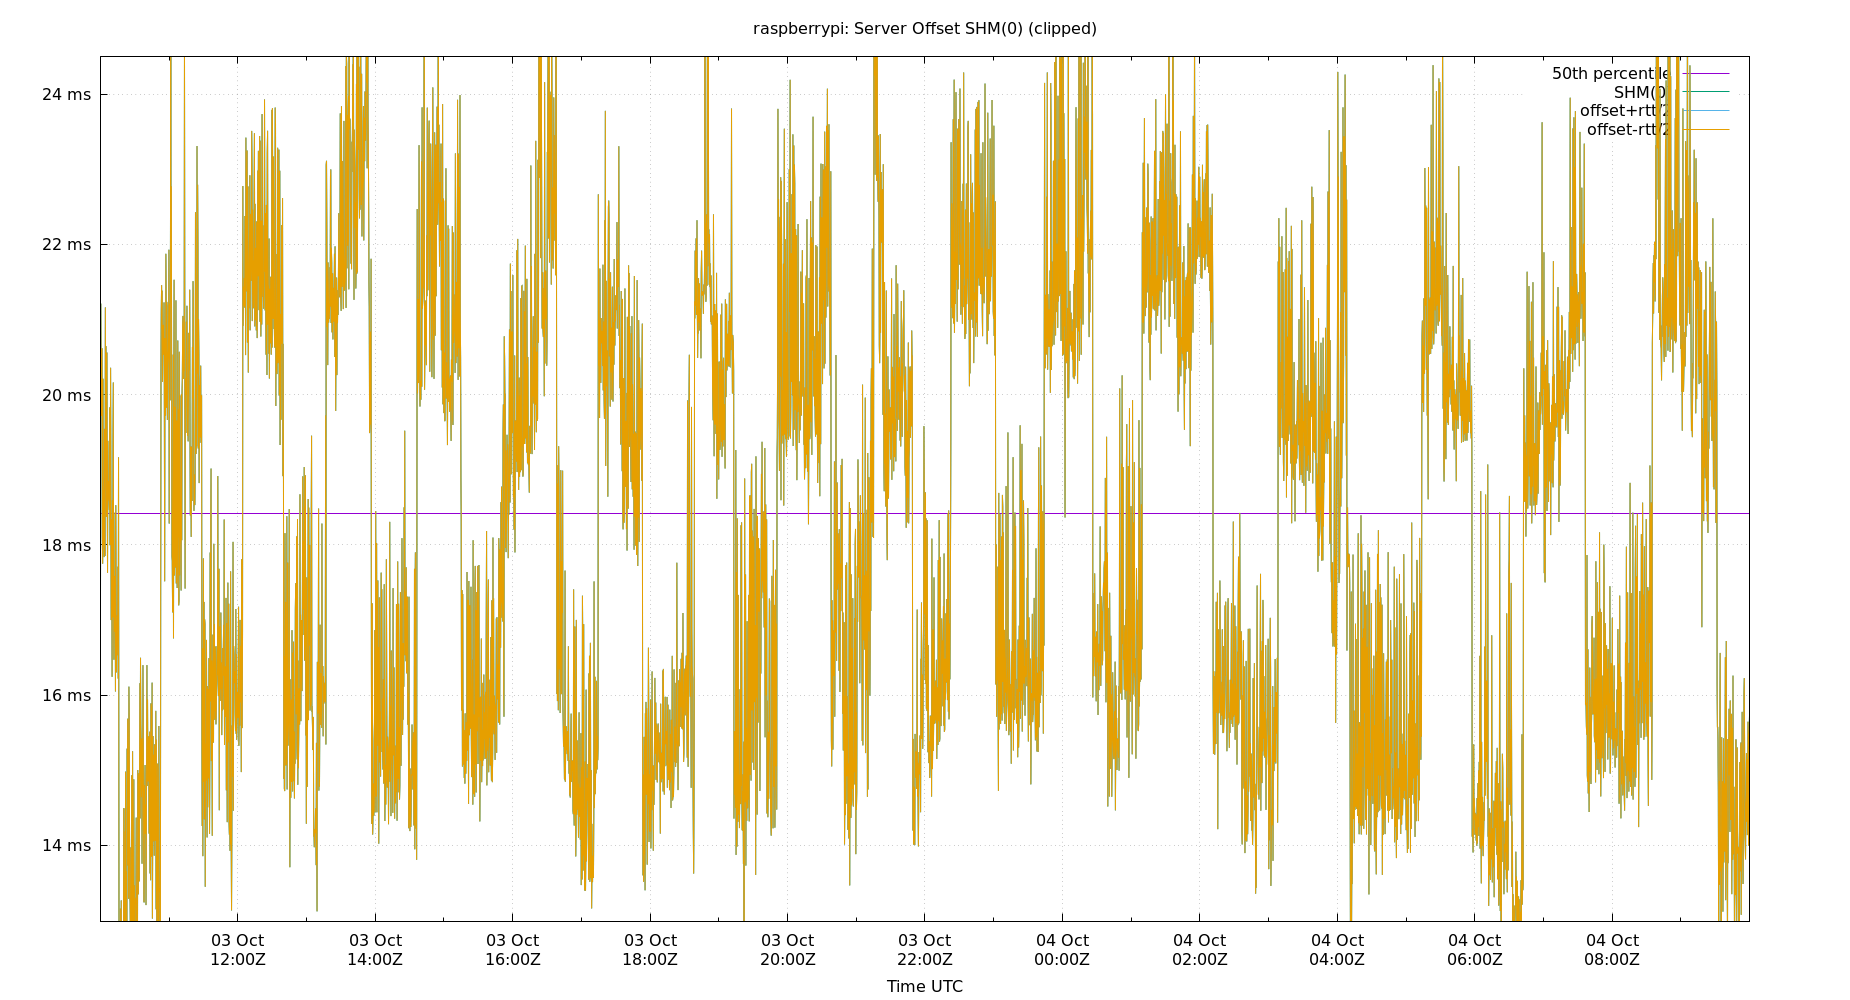 raspberrypi: Server Offset SHM(0) (clipped)
50th percentile
SHM(0)
offset+rtt/2
offset-rtt/2
24 ms
22 ms
20 ms
18 ms
16 ms
14 ms
03 Oct 03 Oct 03 Oct 03 Oct 03 Oct 03 Oct 04 Oct 04 Oct 04 Oct 04 Oct 04 Oct
12:00Z 14:00Z 16:00Z 18:00Z 20:00Z 22:00Z 00:00Z 02:00Z 04:00Z 06:00Z 08:00Z
Time UTC